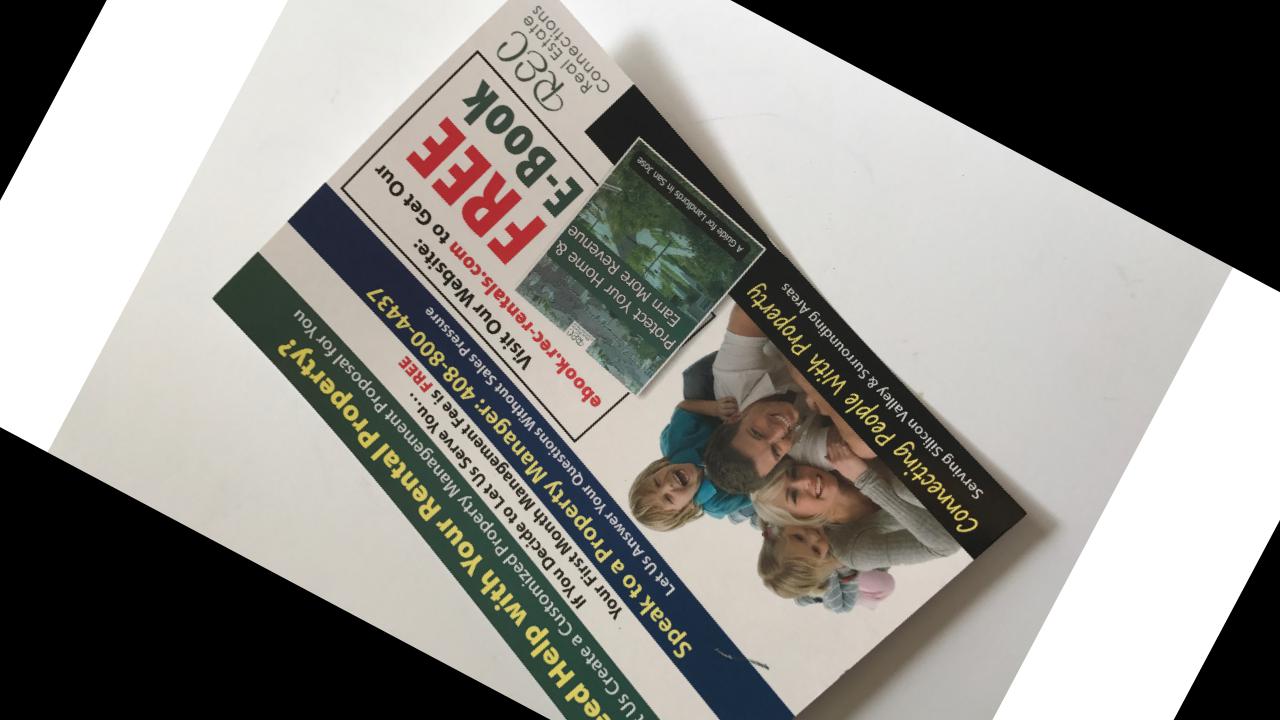 eed Help with Your Rental Property?
Us Create a Customized Property Management Proposal for You
If You Decide to Let Us Serve You...
Your First Month Management Fee is FREE
Speak to a Property Manager: 408-800-4437
Let Us Answer Your Questions Without Sales Pressure
Visit Our Website:
ebook.rec-rentals.com to Get Our
FREE
E-Book
REC
Real Estate
Connections
A Guide for Landlords in San Jose
Protect Your Home &
Earn More Revenue
Connecting People With Property
Serving Silicon Valley & Surrounding Areas